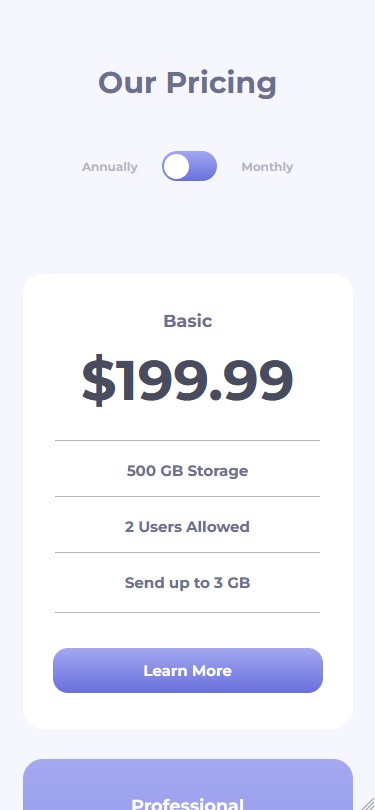 Our Pricing
Annually
Monthly
Basic
$199.99
500 GB Storage
2 Users Allowed
Send up to 3 GB
Learn More
Professional